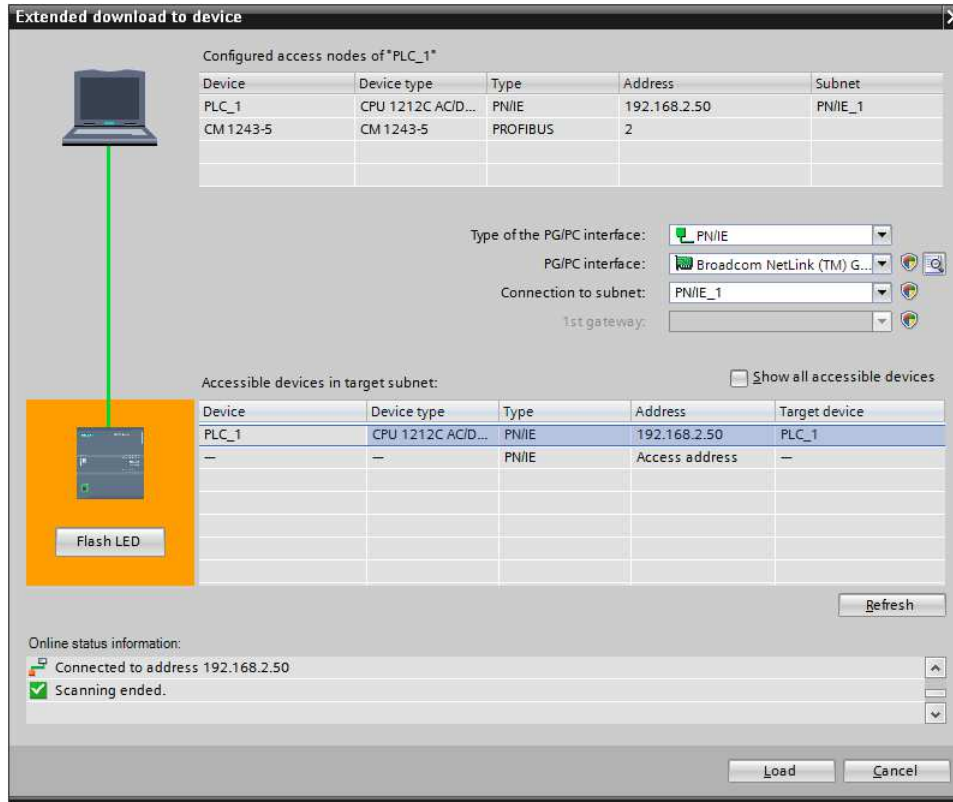 Extended download to device
Configured access nodes of "PLC_1"
Device Device type Type Address Subnet
PLC_1 CPU 1212C AC/D... PN/IE 192.168.2.50 PN/IE_1
CM 1243-5 CM 1243-5 PROFIBUS 2
Type of the PG/PC interface: PN/IE
PG/PC interface: Broadcom NetLink (TM) G...
Connection to subnet: PN/IE_1
1st gateway:
Accessible devices in target subnet: Show all accessible devices
Device Device type Type Address Target device
PLC_1 CPU 1212C AC/D... PN/IE 192.168.2.50 PLC_1
— — PN/IE Access address —
Flash LED
Refresh
Online status information:
Connected to address 192.168.2.50
Scanning ended.
Load Cancel